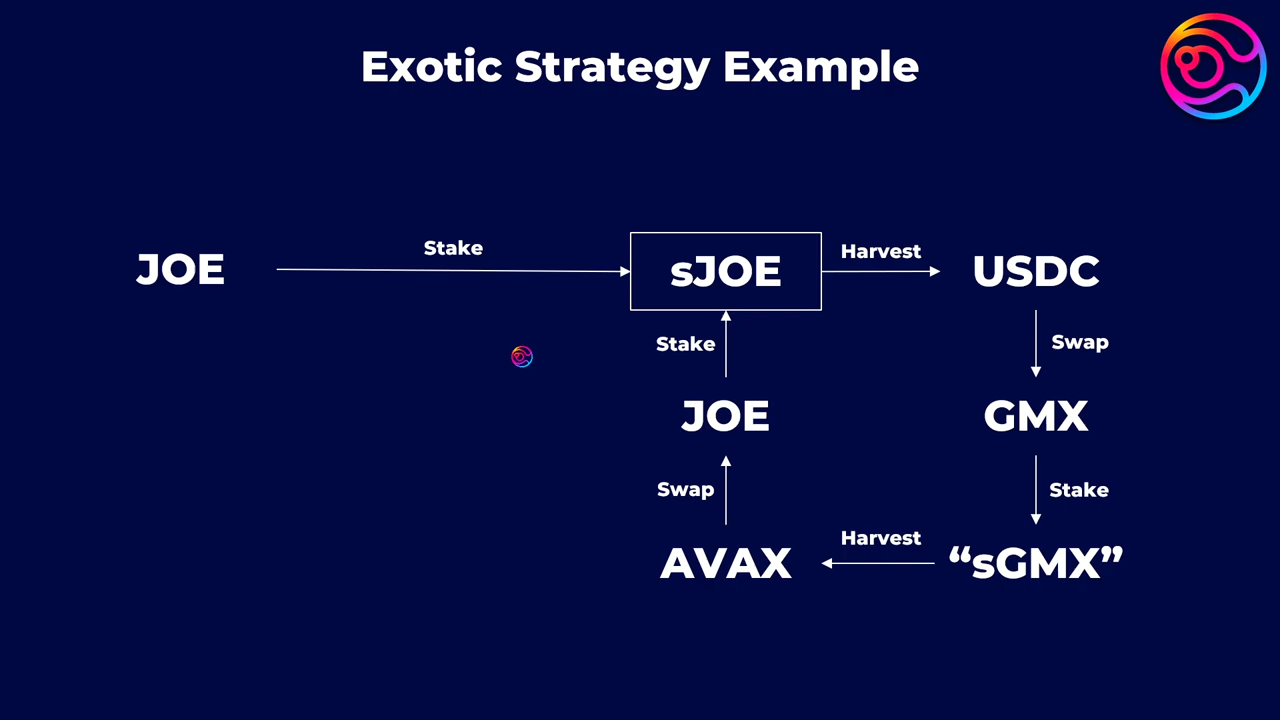 Exotic Strategy Example
JOE
Stake
sJOE
Harvest
USDC
Stake
Swap
JOE
GMX
Swap
Stake
AVAX
Harvest
“sGMX”